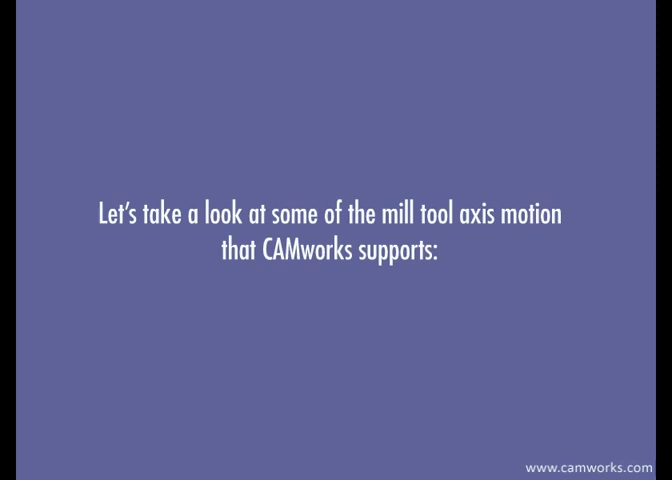 Let's take a look at some of the mill tool axis motion
that CAMworks supports:
www.camworks.com